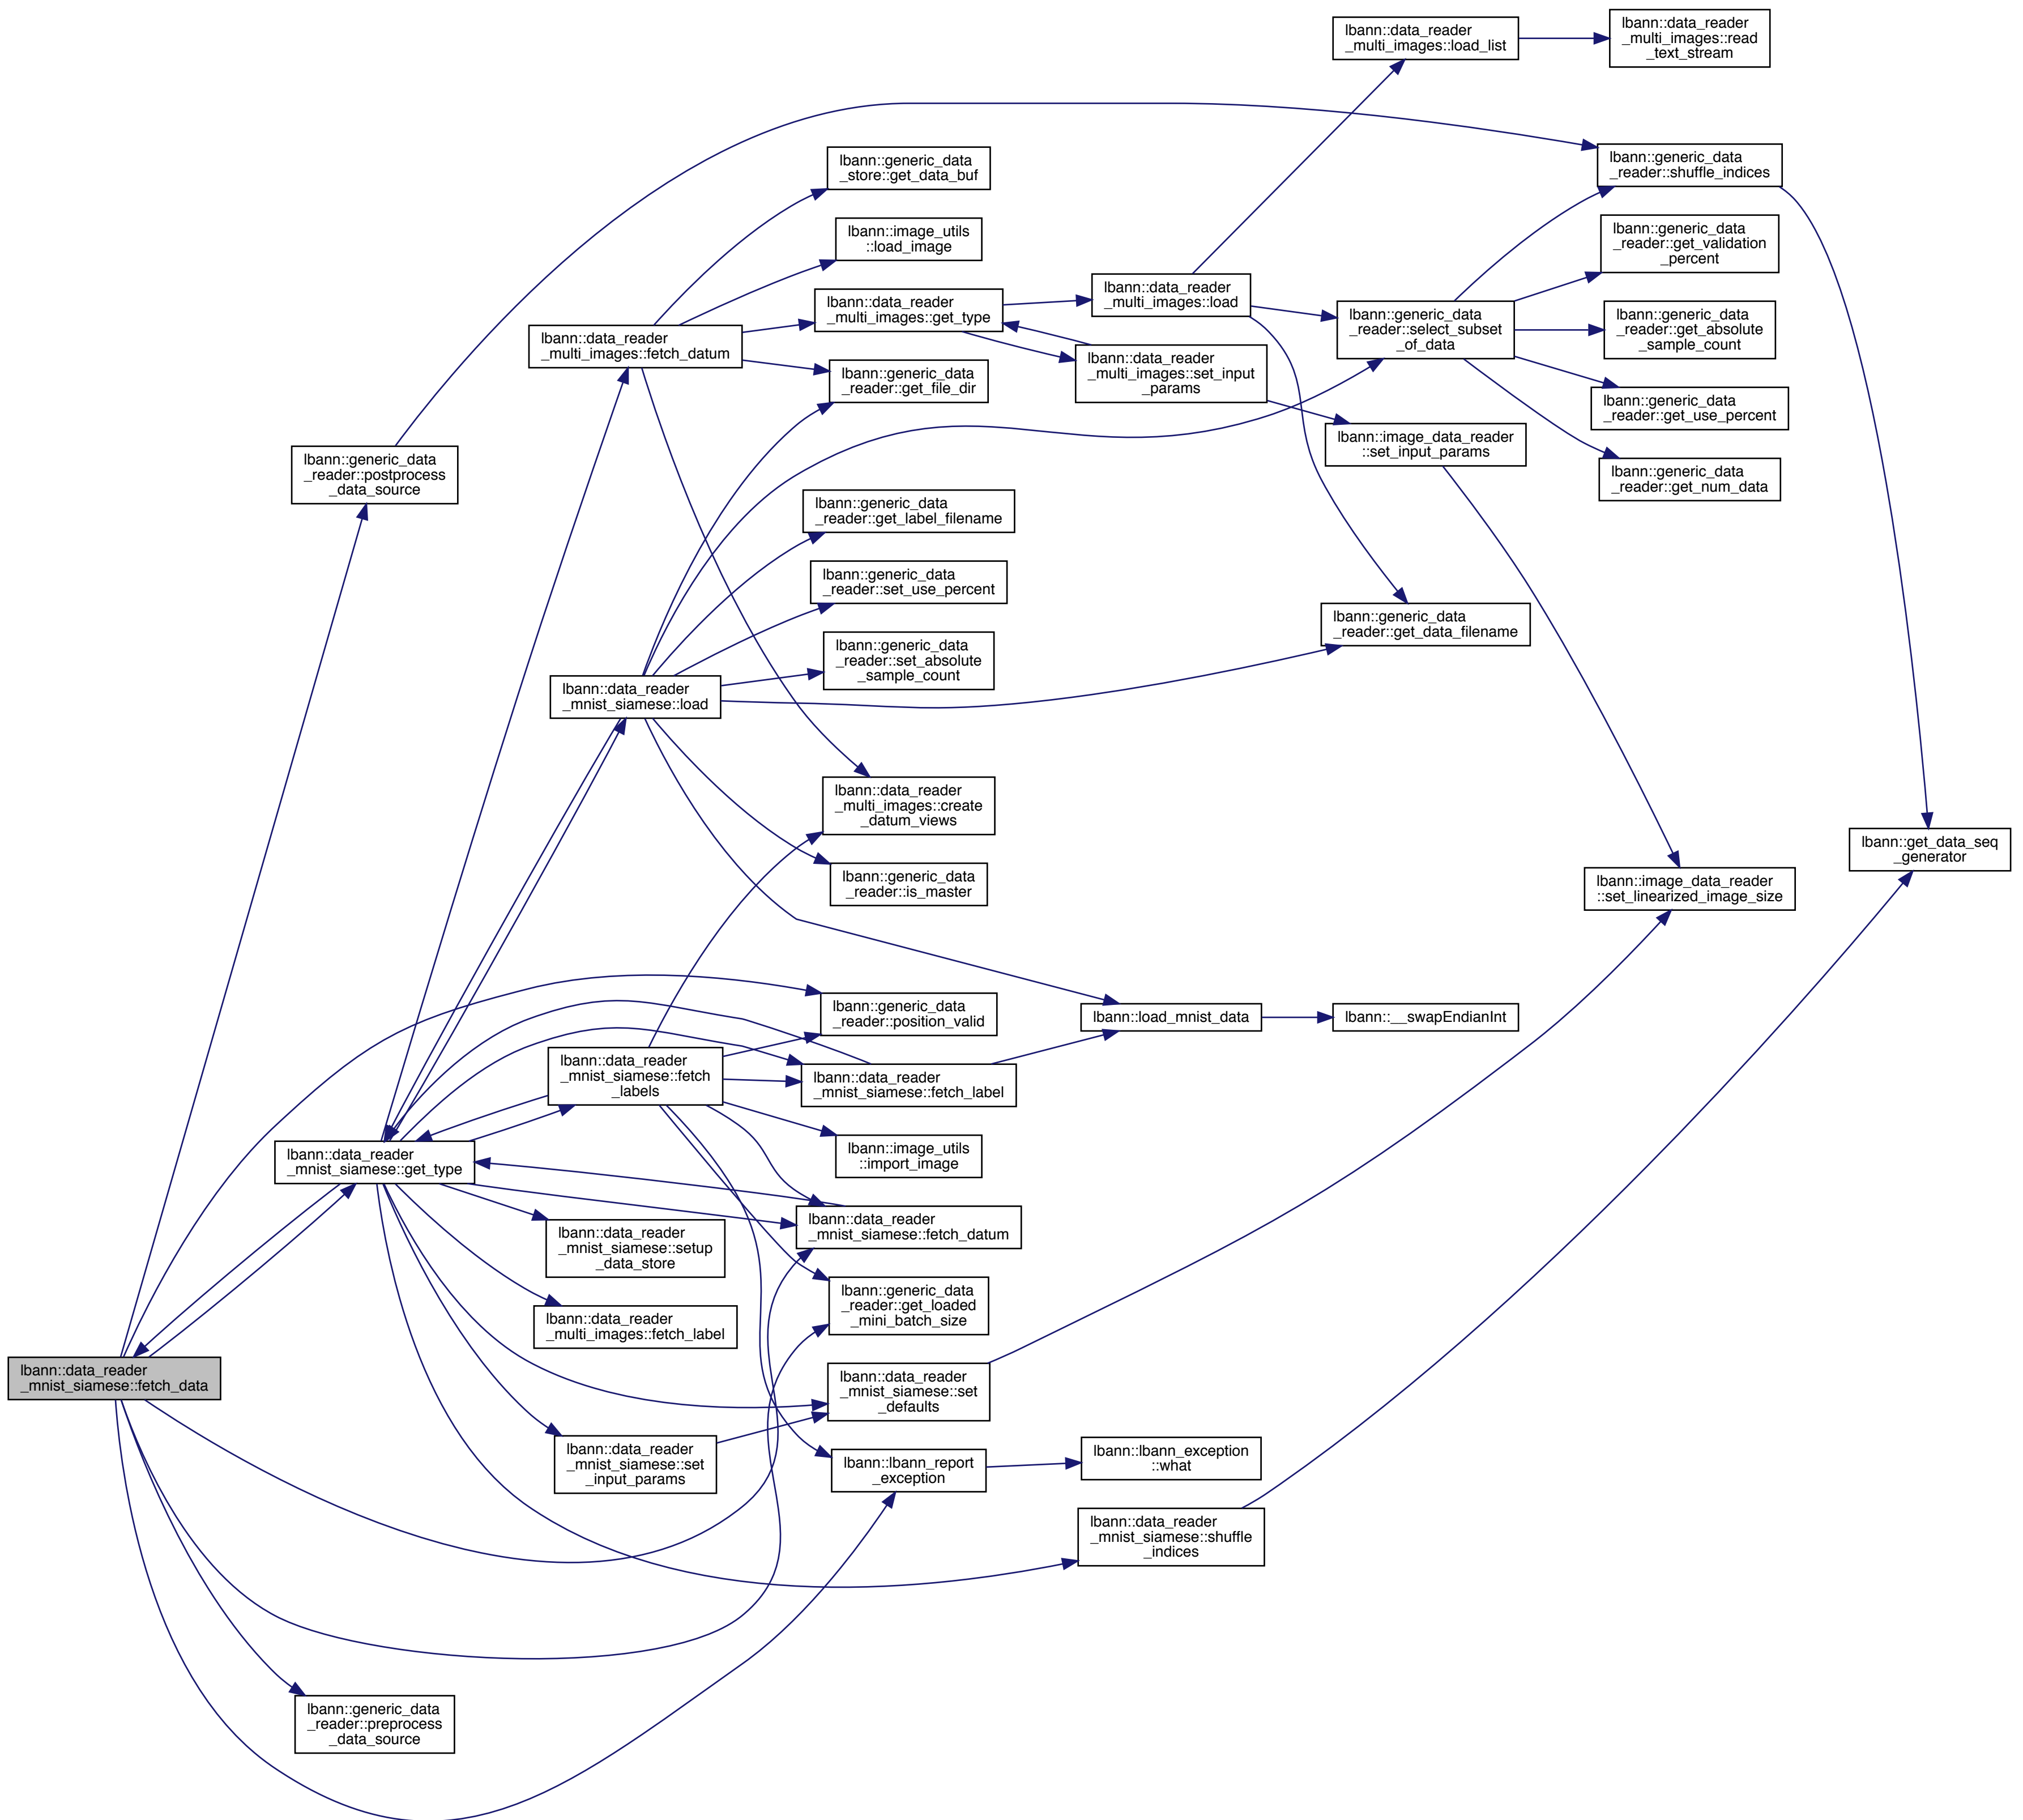 lbann::data_reader
_multi_images::load_list
lbann::data_reader
_multi_images::read
_text_stream
lbann::generic_data
_store::get_data_buf
lbann::generic_data
_reader::shuffle_indices
lbann::image_utils
::load_image
lbann::generic_data
_reader::get_validation
_percent
lbann::data_reader
_multi_images::load
lbann::data_reader
_multi_images::get_type
lbann::generic_data
_reader::select_subset
_of_data
lbann::generic_data
_reader::get_absolute
_sample_count
lbann::data_reader
_multi_images::fetch_datum
lbann::data_reader
_multi_images::set_input
_params
lbann::generic_data
_reader::get_file_dir
lbann::generic_data
_reader::get_use_percent
lbann::image_data_reader
::set_input_params
lbann::generic_data
_reader::postprocess
_data_source
lbann::generic_data
_reader::get_num_data
lbann::generic_data
_reader::get_label_filename
lbann::generic_data
_reader::set_use_percent
lbann::generic_data
_reader::get_data_filename
lbann::generic_data
_reader::set_absolute
_sample_count
lbann::data_reader
_mnist_siamese::load
lbann::data_reader
_multi_images::create
_datum_views
lbann::get_data_seq
_generator
lbann::generic_data
_reader::is_master
lbann::image_data_reader
::set_linearized_image_size
lbann::generic_data
_reader::position_valid
lbann::load_mnist_data
lbann::__swapEndianInt
lbann::data_reader
_mnist_siamese::fetch
_labels
lbann::data_reader
_mnist_siamese::fetch_label
lbann::image_utils
::import_image
lbann::data_reader
_mnist_siamese::get_type
lbann::data_reader
_mnist_siamese::fetch_datum
lbann::data_reader
_mnist_siamese::setup
_data_store
lbann::generic_data
_reader::get_loaded
_mini_batch_size
lbann::data_reader
_multi_images::fetch_label
lbann::data_reader
_mnist_siamese::fetch_data
lbann::data_reader
_mnist_siamese::set
_defaults
lbann::data_reader
_mnist_siamese::set
_input_params
lbann::lbann_report
_exception
lbann::lbann_exception
::what
lbann::data_reader
_mnist_siamese::shuffle
_indices
lbann::generic_data
_reader::preprocess
_data_source